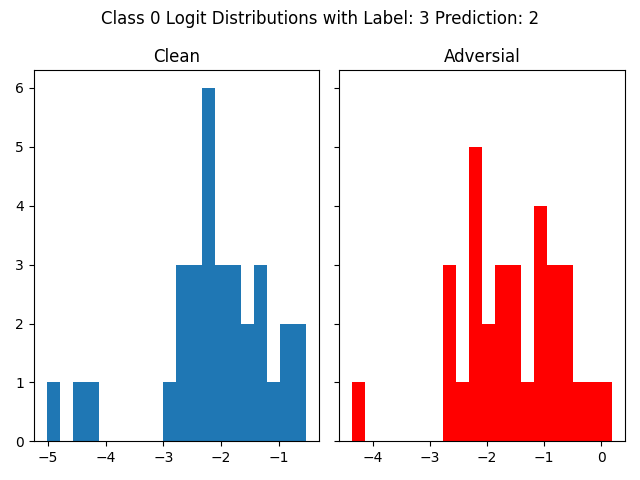 Class 0 Logit Distributions with Label: 3 Prediction: 2
Clean
Adversial
6
5
4
3
2
1
0
−5 −4 −3 −2 −1
−4 −3 −2 −1 0